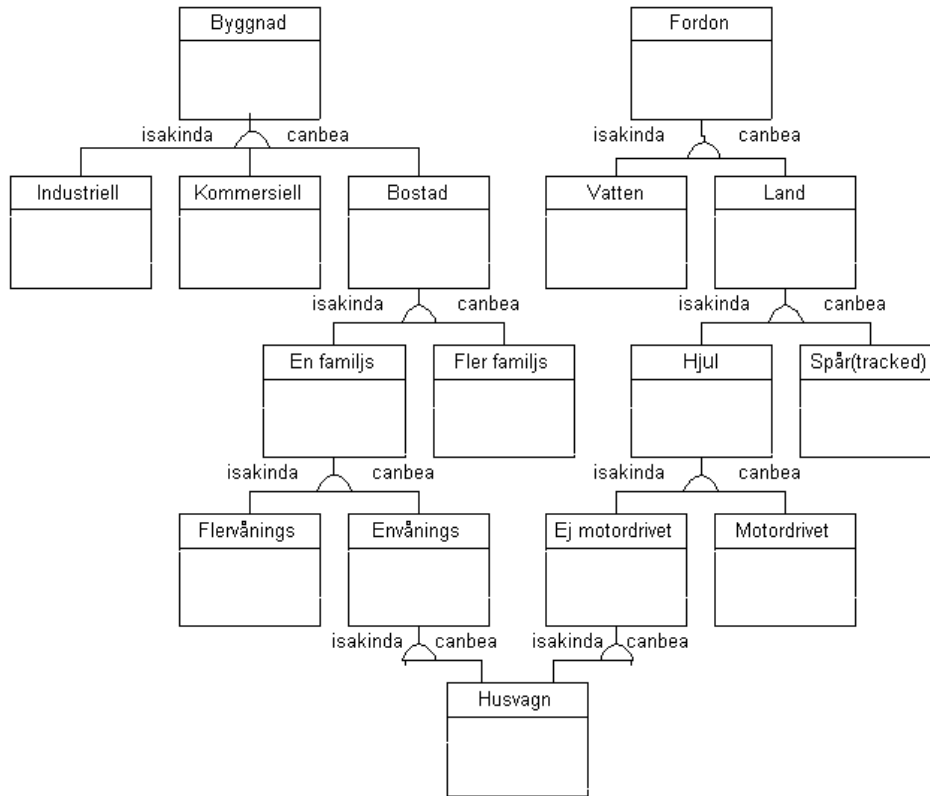 Byggnad
Fordon
isakinda canbea
isakinda canbea
Industriell
Kommersiell
Bostad
Vatten
Land
isakinda canbea
isakinda canbea
En familjs
Fler familjs
Hjul
Spår(tracked)
isakinda canbea
isakinda canbea
Flervånings
Envånings
Ej motordrivet
Motordrivet
isakinda canbea
isakinda canbea
Husvagn